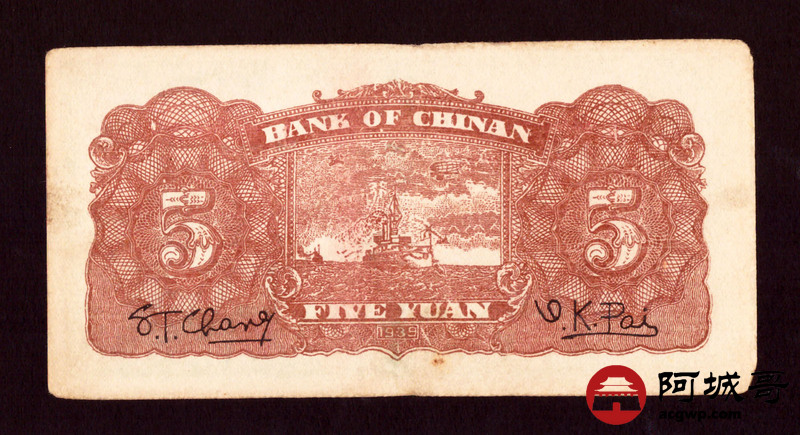 BANK OF CHINAN
5
5
FIVE YUAN
1939
S.T. Chang
V.K. Pai
阿城哥
acgwp.com